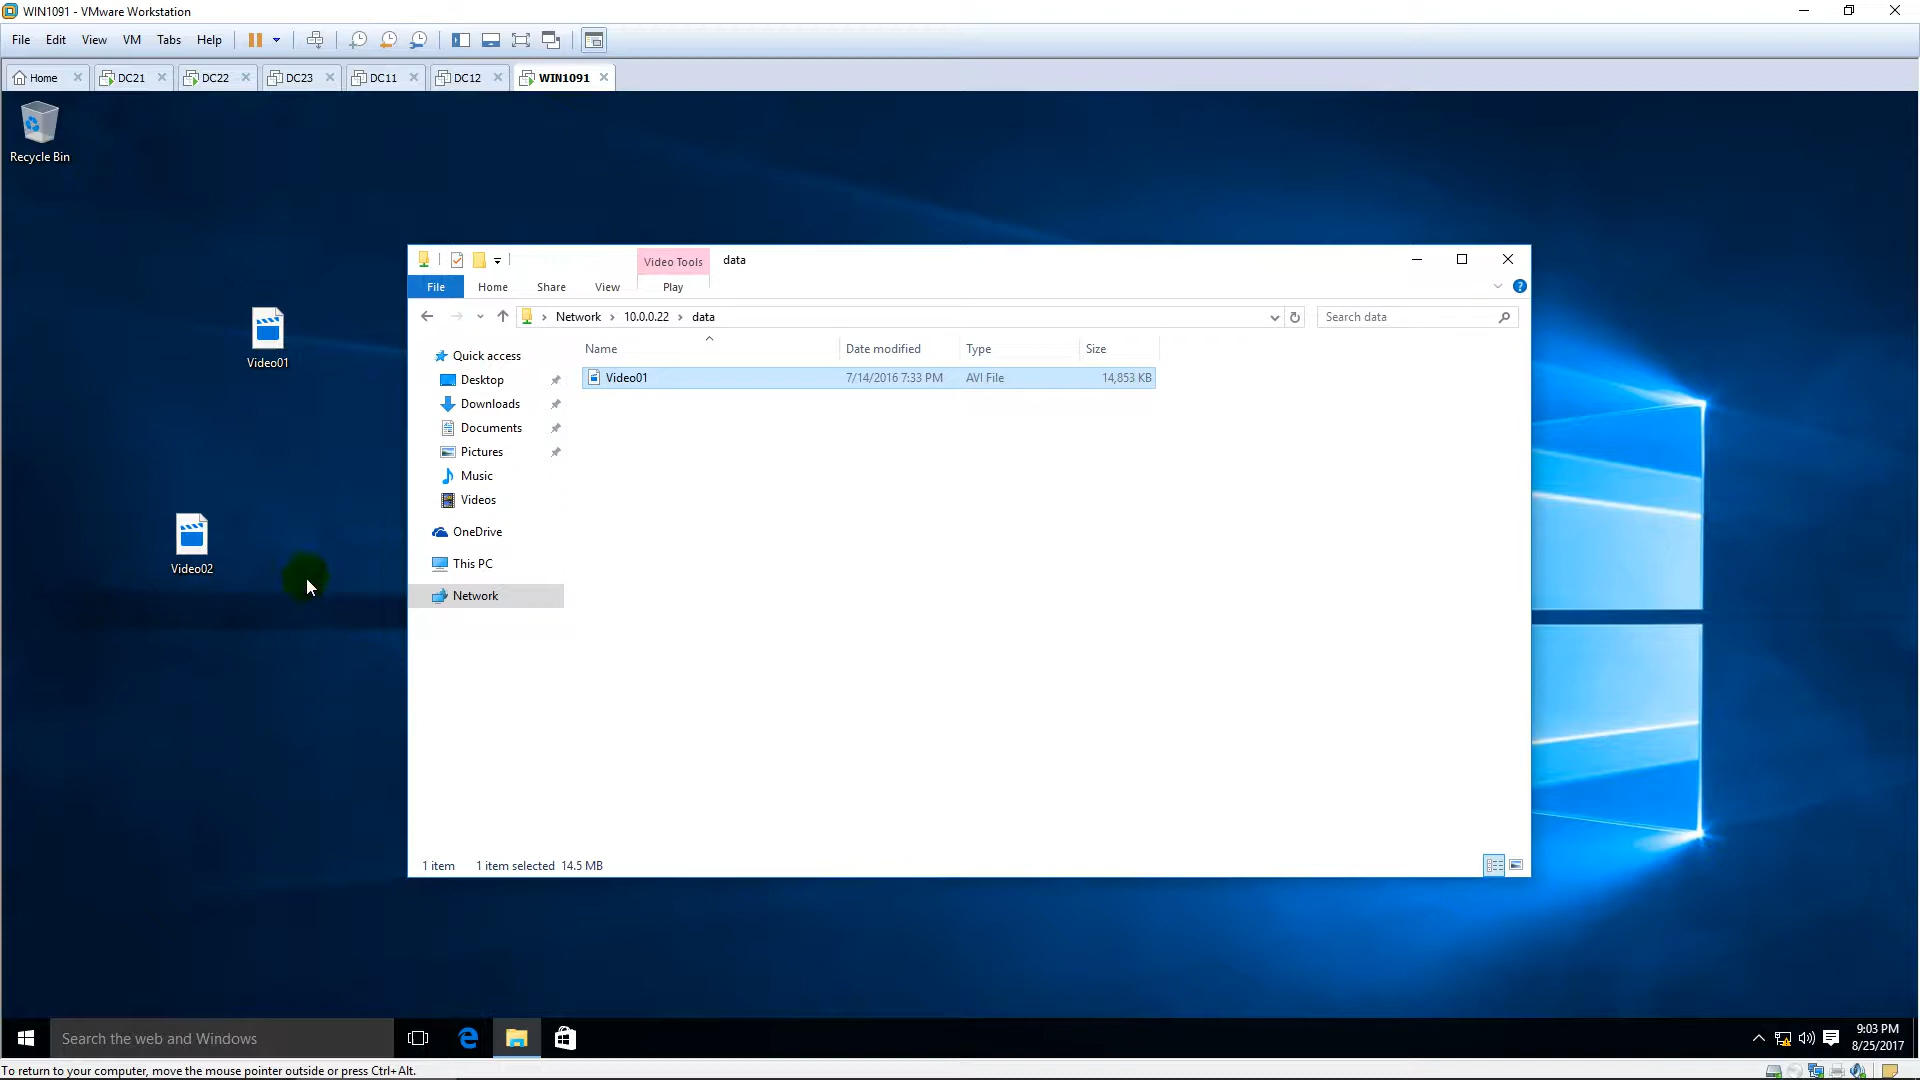 WIN1091 - VMware Workstation
File Edit View VM Tabs Help
Home DC21 DC22 DC23 DC11 DC12 WIN1091
Recycle Bin
Video01
Video02
Video Tools data
File Home Share View Play
Network 10.0.0.22 data Search data
Name Date modified Type Size
Video01 7/14/2016 7:33 PM AVI File 14,853 KB
Quick access
Desktop
Downloads
Documents
Pictures
Music
Videos
OneDrive
This PC
Network
1 item 1 item selected 14.5 MB
Search the web and Windows
9:03 PM
8/25/2017
To return to your computer, move the mouse pointer outside or press Ctrl+Alt.